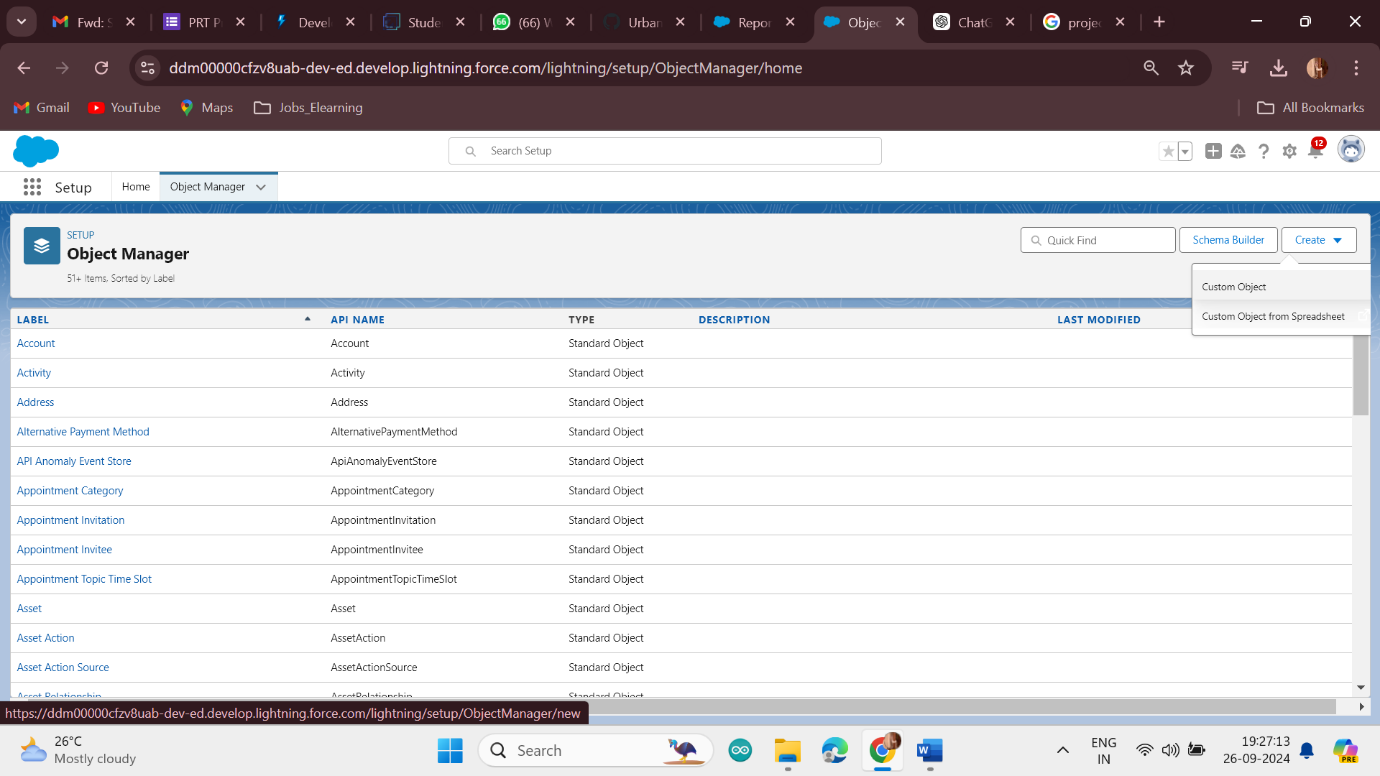 Fwd: S
PRT P
Develo
Stude
66 (66) W
Urban
Repor
Objec
ChatG
projec
ddm00000cfzv8uab-dev-ed.develop.lightning.force.com/lightning/setup/ObjectManager/home
Gmail YouTube Maps Jobs_Elearning All Bookmarks
Search Setup
12
Setup Home Object Manager
SETUP
Object Manager
51+ Items, Sorted by Label
Quick Find Schema Builder Create
Custom Object
Custom Object from Spreadsheet
LABEL API NAME TYPE DESCRIPTION LAST MODIFIED
Account Account Standard Object
Activity Activity Standard Object
Address Address Standard Object
Alternative Payment Method AlternativePaymentMethod Standard Object
API Anomaly Event Store ApiAnomalyEventStore Standard Object
Appointment Category AppointmentCategory Standard Object
Appointment Invitation AppointmentInvitation Standard Object
Appointment Invitee AppointmentInvitee Standard Object
Appointment Topic Time Slot AppointmentTopicTimeSlot Standard Object
Asset Asset Standard Object
Asset Action AssetAction Standard Object
Asset Action Source AssetActionSource Standard Object
Asset Relationship AssetRelationship Standard Object
https://ddm00000cfzv8uab-dev-ed.develop.lightning.force.com/lightning/setup/ObjectManager/new
26°C
Mostly cloudy
Search
ENG
IN
19:27:13
26-09-2024
PRE